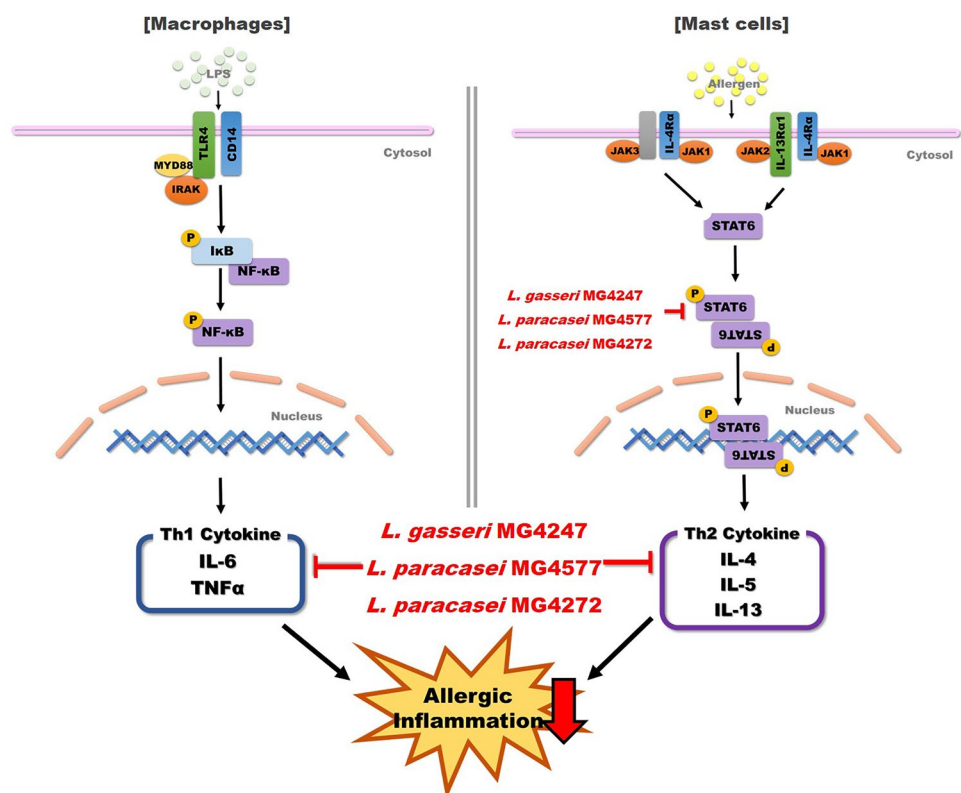 [Macrophages]
LPS
TLR4
CD14
MYD88
IRAK
Cytosol
P
IκB
NF-κB
P
NF-κB
Nucleus
Th1 Cytokine
IL-6
TNFα
[Mast cells]
Allergen
JAK3
IL-4Rα
JAK1
JAK2
IL-13Rα1
IL-4Rα
JAK1
Cytosol
STAT6
L. gasseri MG4247
L. paracasei MG4577
L. paracasei MG4272
P
STAT6
STAT6
P
Nucleus
P
STAT6
STAT6
P
Th2 Cytokine
IL-4
IL-5
IL-13
L. gasseri MG4247
L. paracasei MG4577
L. paracasei MG4272
Allergic
Inflammation